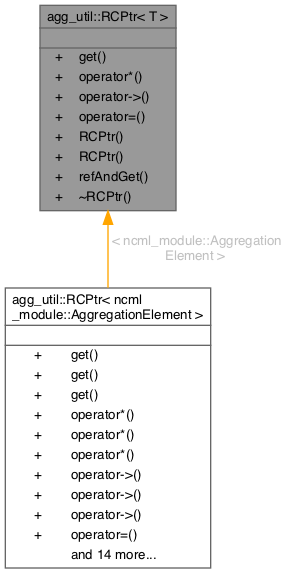 agg_util::RCPtr< T >
+ get()
+ operator*()
+ operator->()
+ operator=()
+ RCPtr()
+ RCPtr()
+ refAndGet()
+ ~RCPtr()
< ncml_module::Aggregation
Element >
agg_util::RCPtr< ncml
_module::AggregationElement >
+ get()
+ get()
+ get()
+ operator*()
+ operator*()
+ operator*()
+ operator->()
+ operator->()
+ operator->()
+ operator=()
and 14 more...